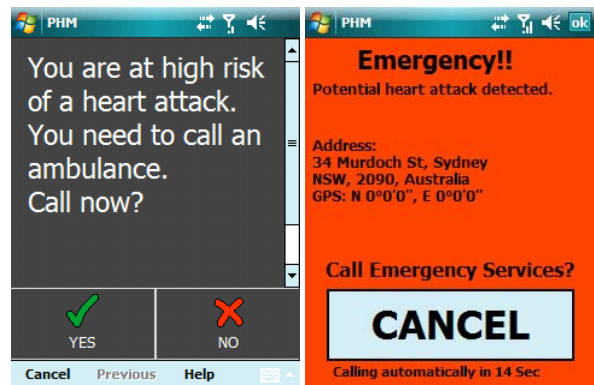 PHM
You are at high risk
of a heart attack.
You need to call an
ambulance.
Call now?
YES
NO
Cancel Previous Help
PHM
ok
Emergency!!
Potential heart attack detected.
Address:
34 Murdoch St, Sydney
NSW, 2090, Australia
GPS: N 0°0'0", E 0°0'0"
Call Emergency Services?
CANCEL
Calling automatically in 14 Sec